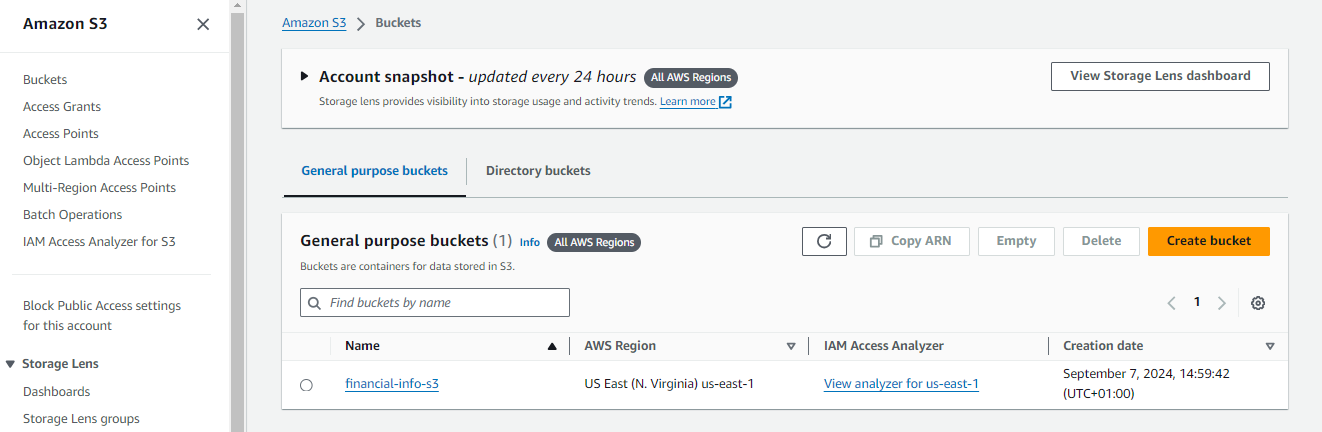 Amazon S3
Buckets
Access Grants
Access Points
Object Lambda Access Points
Multi-Region Access Points
Batch Operations
IAM Access Analyzer for S3
Block Public Access settings
for this account
Storage Lens
Dashboards
Storage Lens groups
Amazon S3 Buckets
Account snapshot - updated every 24 hours All AWS Regions View Storage Lens dashboard
Storage lens provides visibility into storage usage and activity trends. Learn more
General purpose buckets Directory buckets
General purpose buckets (1) Info All AWS Regions Copy ARN Empty Delete Create bucket
Buckets are containers for data stored in S3.
Find buckets by name 1
Name AWS Region IAM Access Analyzer Creation date
financial-info-s3 US East (N. Virginia) us-east-1 View analyzer for us-east-1 September 7, 2024, 14:59:42
(UTC+01:00)